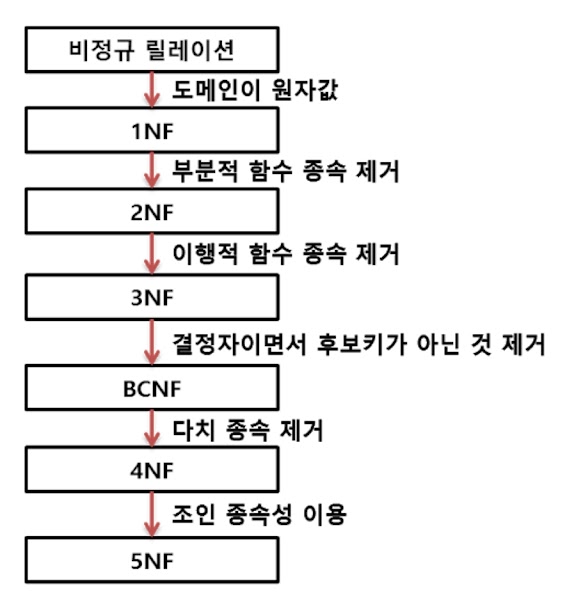 비정규 릴레이션
도메인이 원자값
1NF
부분적 함수 종속 제거
2NF
이행적 함수 종속 제거
3NF
결정자이면서 후보키가 아닌 것 제거
BCNF
다치 종속 제거
4NF
조인 종속성 이용
5NF